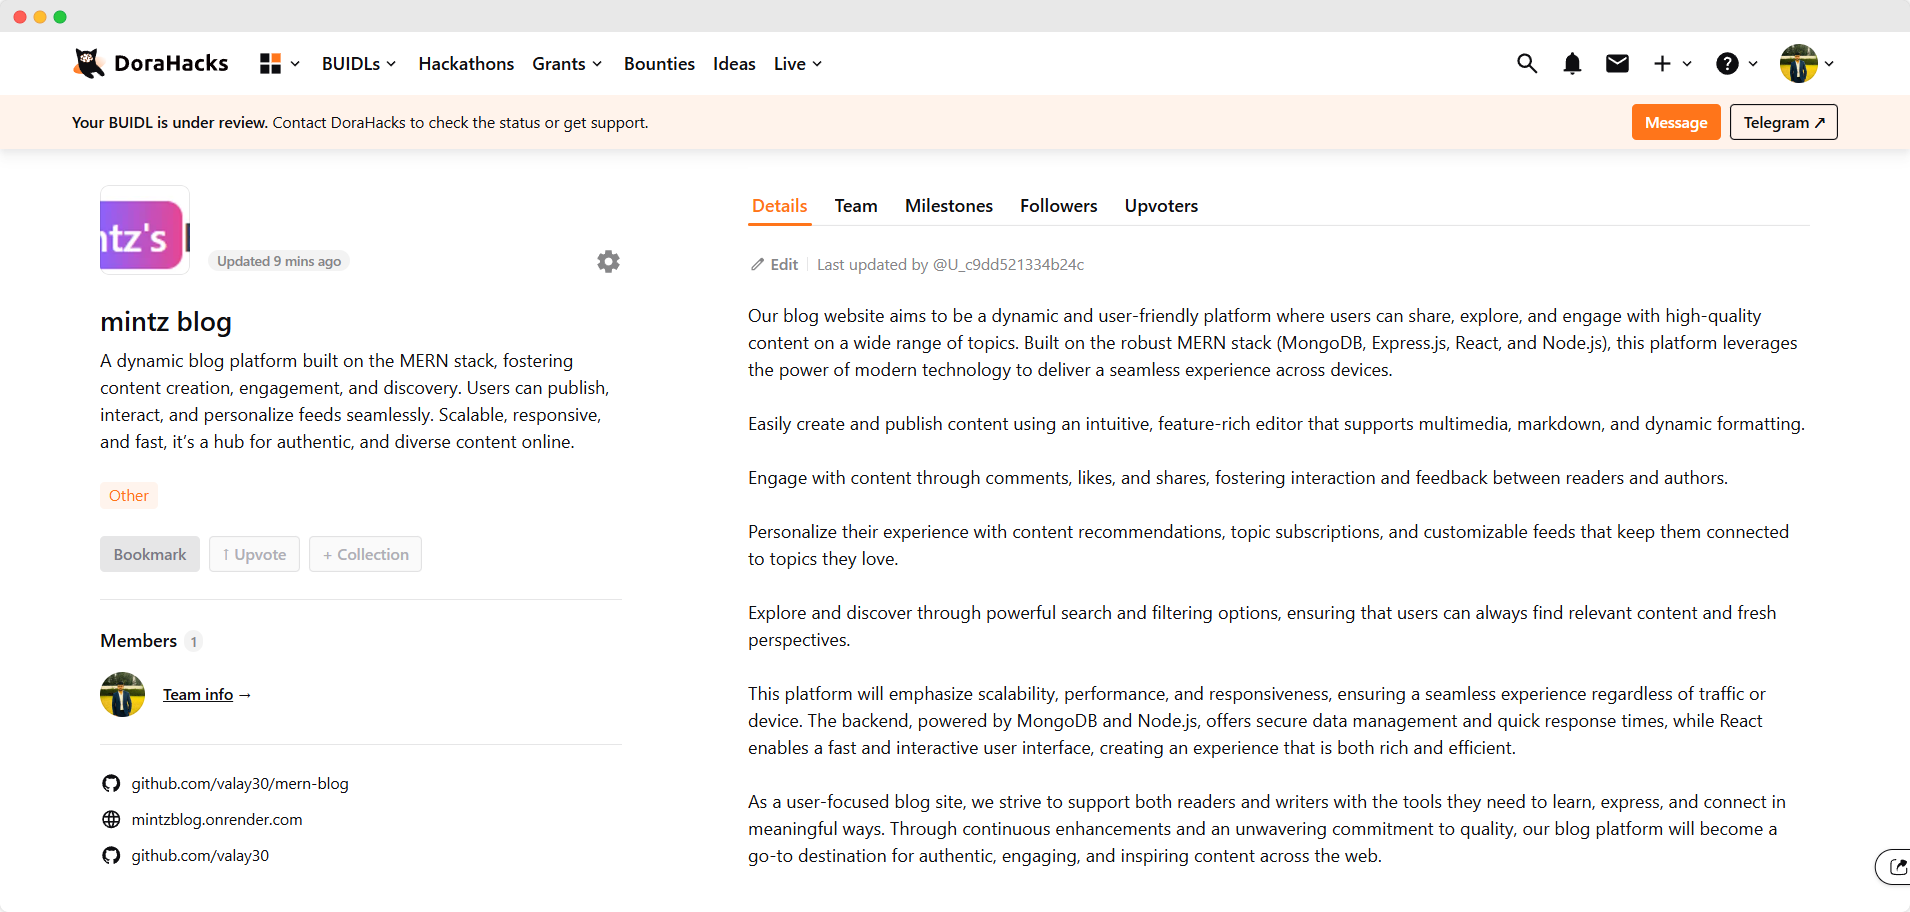 DoraHacks
BUIDLs
Hackathons
Grants
Bounties
Ideas
Live
Your BUIDL is under review. Contact DoraHacks to check the status or get support.
Message
Telegram ↗
ntz's
Updated 9 mins ago
mintz blog
A dynamic blog platform built on the MERN stack, fostering
content creation, engagement, and discovery. Users can publish,
interact, and personalize feeds seamlessly. Scalable, responsive,
and fast, it’s a hub for authentic, and diverse content online.
Other
Bookmark
↑ Upvote
+ Collection
Members 1
Team info →
github.com/valay30/mern-blog
mintzblog.onrender.com
github.com/valay30
Details
Team
Milestones
Followers
Upvoters
Edit
Last updated by @U_c9dd521334b24c
Our blog website aims to be a dynamic and user-friendly platform where users can share, explore, and engage with high-quality
content on a wide range of topics. Built on the robust MERN stack (MongoDB, Express.js, React, and Node.js), this platform leverages
the power of modern technology to deliver a seamless experience across devices.
Easily create and publish content using an intuitive, feature-rich editor that supports multimedia, markdown, and dynamic formatting.
Engage with content through comments, likes, and shares, fostering interaction and feedback between readers and authors.
Personalize their experience with content recommendations, topic subscriptions, and customizable feeds that keep them connected
to topics they love.
Explore and discover through powerful search and filtering options, ensuring that users can always find relevant content and fresh
perspectives.
This platform will emphasize scalability, performance, and responsiveness, ensuring a seamless experience regardless of traffic or
device. The backend, powered by MongoDB and Node.js, offers secure data management and quick response times, while React
enables a fast and interactive user interface, creating an experience that is both rich and efficient.
As a user-focused blog site, we strive to support both readers and writers with the tools they need to learn, express, and connect in
meaningful ways. Through continuous enhancements and an unwavering commitment to quality, our blog platform will become a
go-to destination for authentic, engaging, and inspiring content across the web.